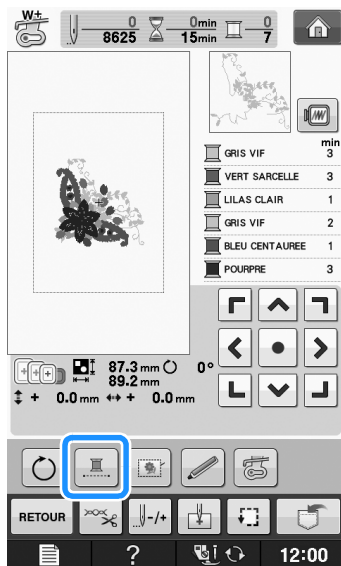 W+
0
8625
0min
15min
0
7
min
GRIS VIF 3
VERT SARCELLE 3
LILAS CLAIR 1
GRIS VIF 2
BLEU CENTAUREE 1
POURPRE 3
87.3 mm 0°
89.2 mm
+ 0.0 mm + 0.0 mm
RETOUR
-/+
?
12:00